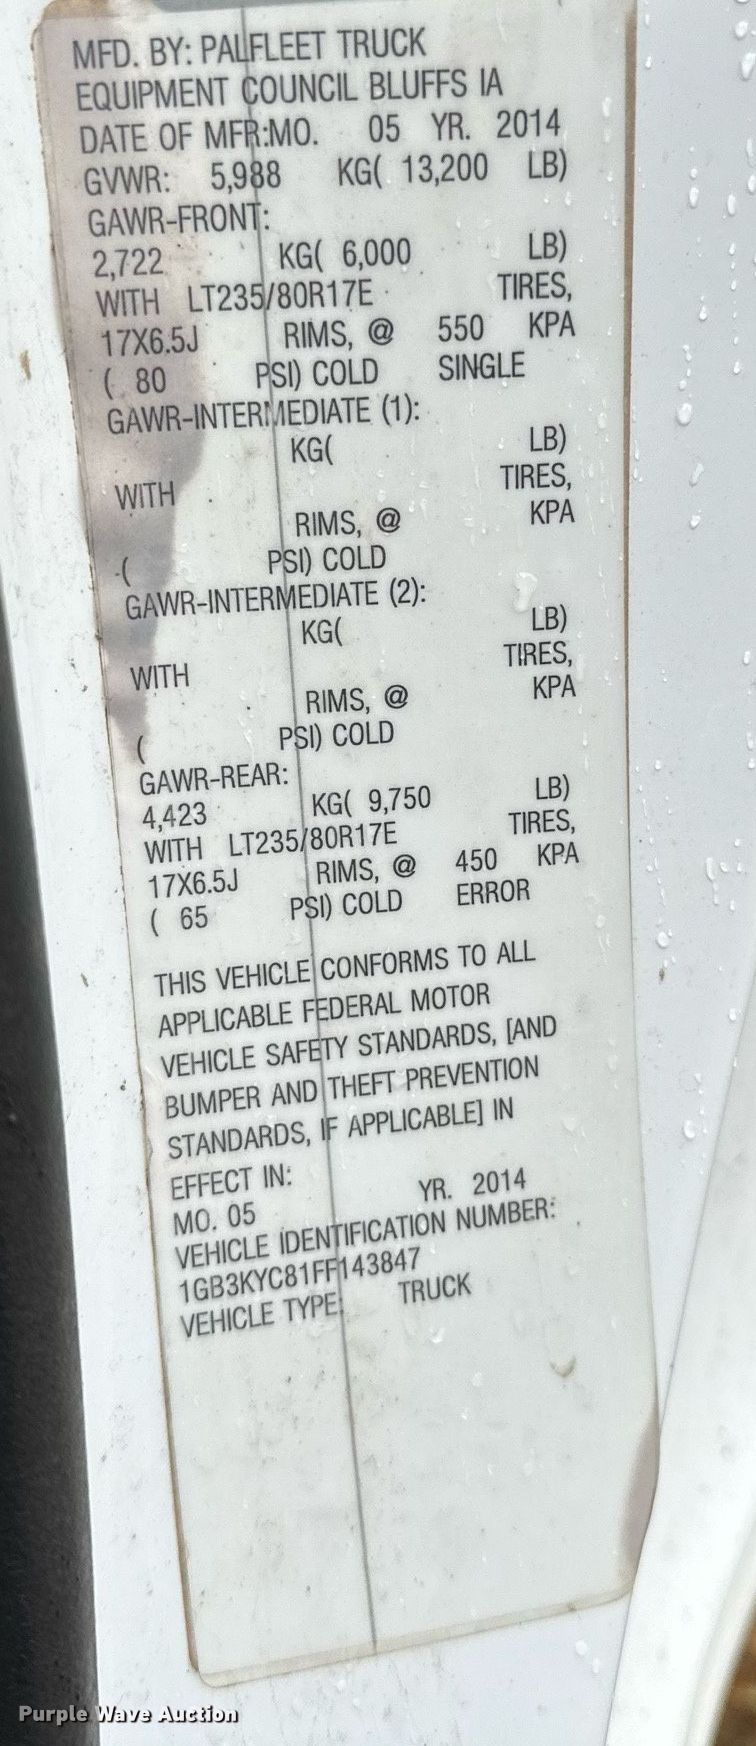 MFD. BY: PALFLEET TRUCK
EQUIPMENT COUNCIL BLUFFS IA
DATE OF MFR:MO. 05 YR. 2014
GVWR: 5,988 KG( 13,200 LB)
GAWR-FRONT:
2,722 KG( 6,000 LB)
WITH LT235/80R17E TIRES,
17X6.5J RIMS, @ 550 KPA
( 80 PSI) COLD SINGLE
GAWR-INTERMEDIATE (1):
KG( LB)
WITH TIRES,
RIMS, @ KPA
( PSI) COLD
GAWR-INTERMEDIATE (2):
KG( LB)
WITH TIRES,
RIMS, @ KPA
( PSI) COLD
GAWR-REAR:
4,423 KG( 9,750 LB)
WITH LT235/80R17E TIRES,
17X6.5J RIMS, @ 450 KPA
( 65 PSI) COLD ERROR
THIS VEHICLE CONFORMS TO ALL
APPLICABLE FEDERAL MOTOR
VEHICLE SAFETY STANDARDS, [AND
BUMPER AND THEFT PREVENTION
STANDARDS, IF APPLICABLE] IN
EFFECT IN:
MO. 05 YR. 2014
VEHICLE IDENTIFICATION NUMBER:
1GB3KYC81FF143847
VEHICLE TYPE: TRUCK
Purple Wave Auction